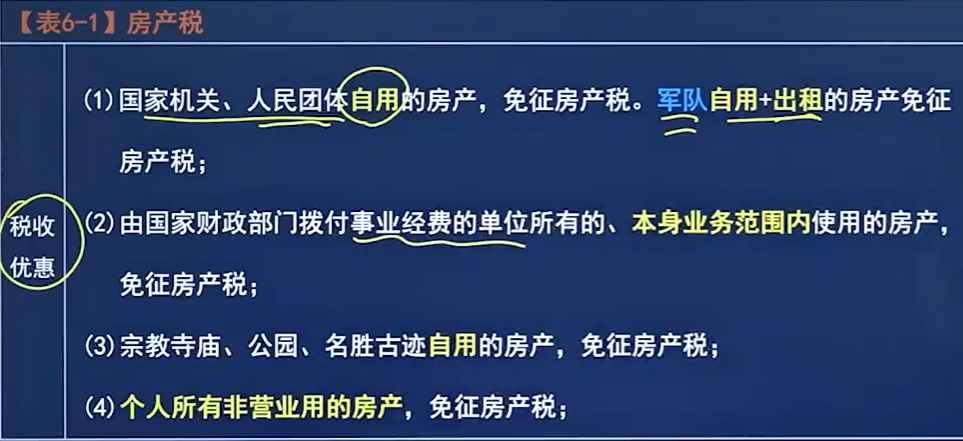 【表6-1】房产税
(1)国家机关、人民团体自用的房产，免征房产税。军队自用+出租的房产免征
房产税；
税收
优惠
(2)由国家财政部门拨付事业经费的单位所有的、本身业务范围内使用的房产，
免征房产税；
(3)宗教寺庙、公园、名胜古迹自用的房产，免征房产税；
(4)个人所有非营业用的房产，免征房产税；